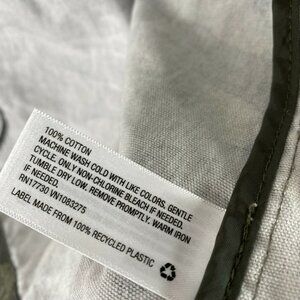 100% COTTON
MACHINE WASH COLD WITH LIKE COLORS, GENTLE
CYCLE. ONLY NON-CHLORINE BLEACH IF NEEDED.
TUMBLE DRY LOW. REMOVE PROMPTLY. WARM IRON
IF NEEDED.
RN17730 VN1083275
LABEL MADE FROM 100% RECYCLED PLASTIC